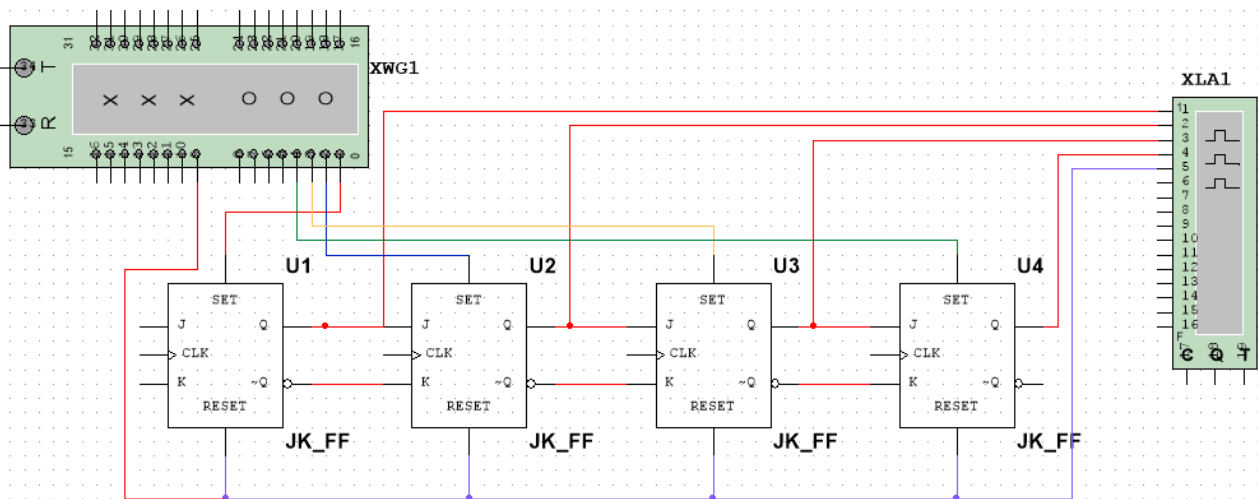 31
16
XWG1
T
X X X O O O
R
15
0
XLA1
1
2
3
4
5
6
7
8
9
10
11
12
13
14
15
16
F
C Q T
U1
U2
U3
U4
SET
SET
SET
SET
J Q
J Q
J Q
J Q
CLK
CLK
CLK
CLK
K ~Q
K ~Q
K ~Q
K ~Q
RESET
RESET
RESET
RESET
JK_FF
JK_FF
JK_FF
JK_FF